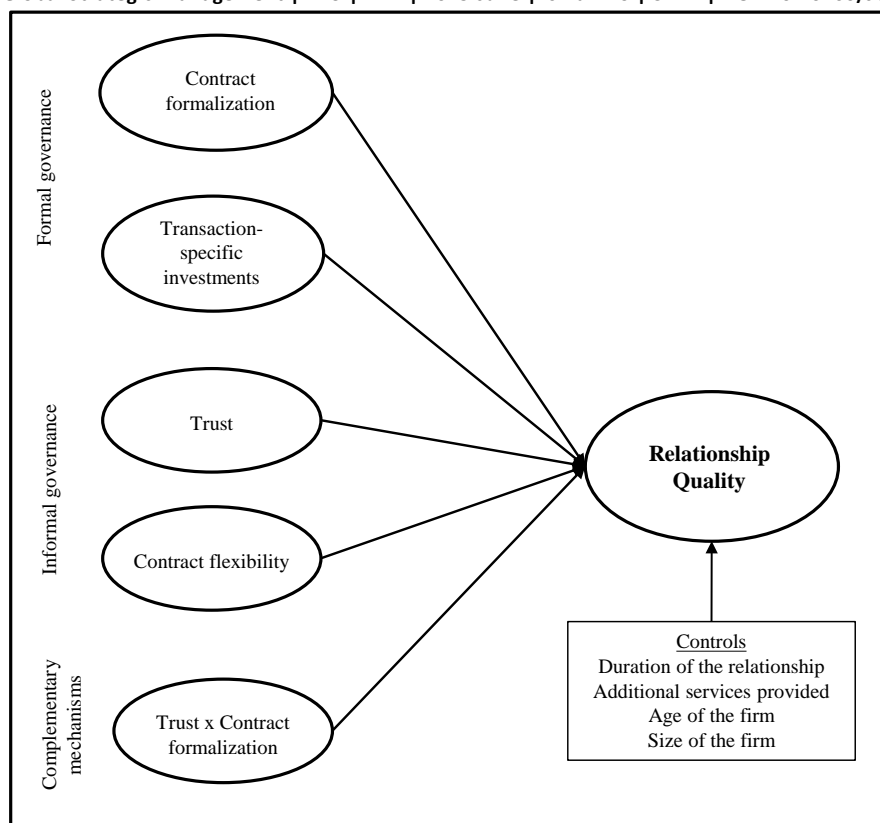 Formal governance
Contract
formalization
Transaction-
specific
investments
Informal governance
Trust
Contract flexibility
Complementary
mechanisms
Trust x Contract
formalization
Relationship
Quality
Controls
Duration of the relationship
Additional services provided
Age of the firm
Size of the firm